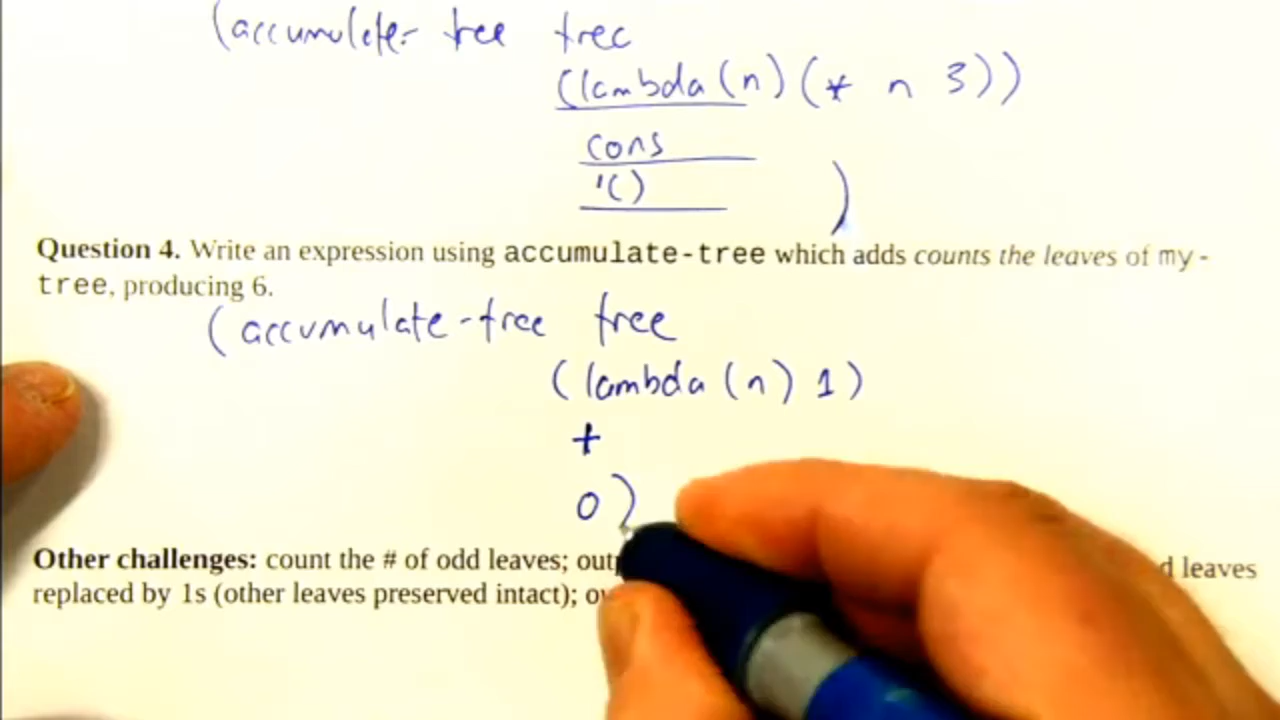 (accumulate- tree tree
(lambda (n) (* n 3))
cons
'() )
Question 4. Write an expression using accumulate-tree which adds counts the leaves of my-
tree, producing 6.
(accumulate-tree tree
(lambda (n) 1)
+
0)
Other challenges: count the # of odd leaves; leaves
replaced by 1s (other leaves preserved intact);